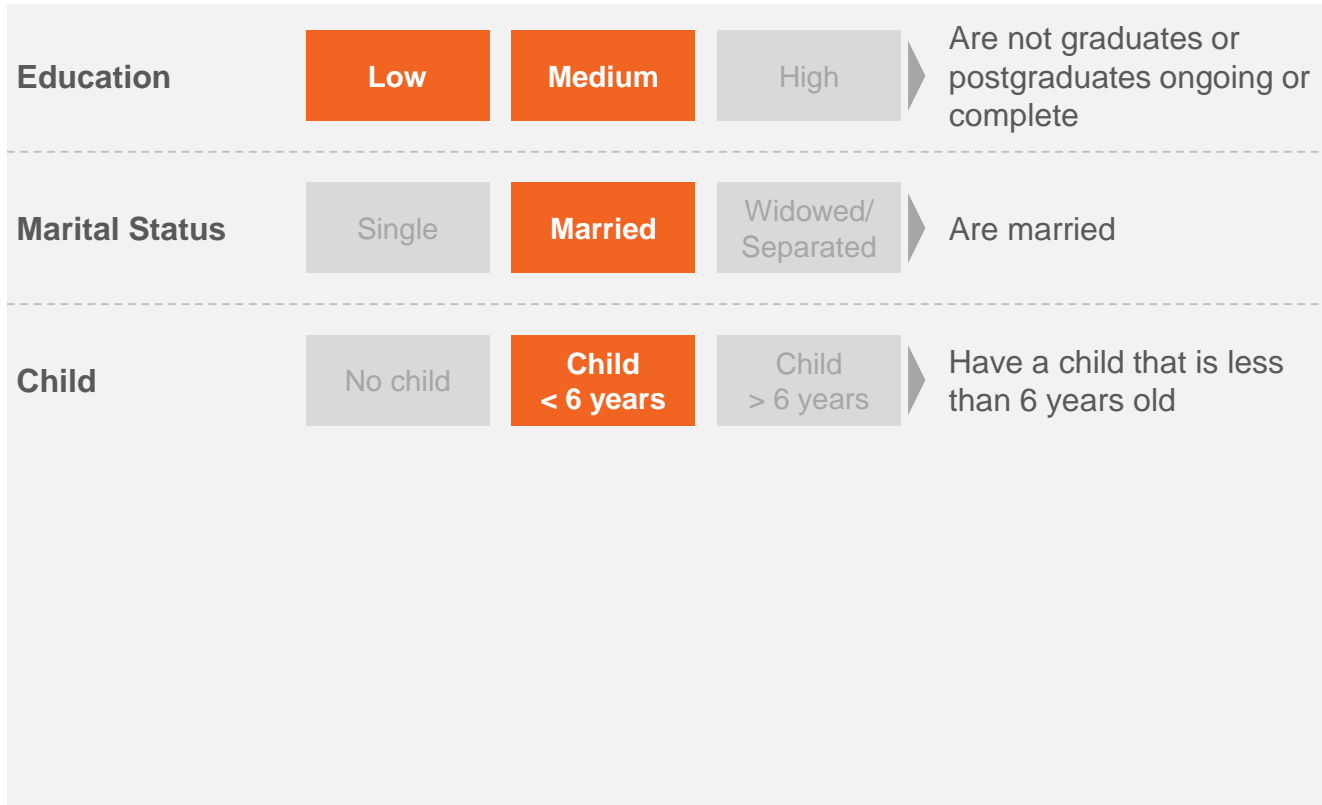 Education
Low
Medium
High
Are not graduates or
postgraduates ongoing or
complete
Marital Status
Single
Married
Widowed/
Separated
Are married
Child
No child
Child
< 6 years
Child
> 6 years
Have a child that is less
than 6 years old